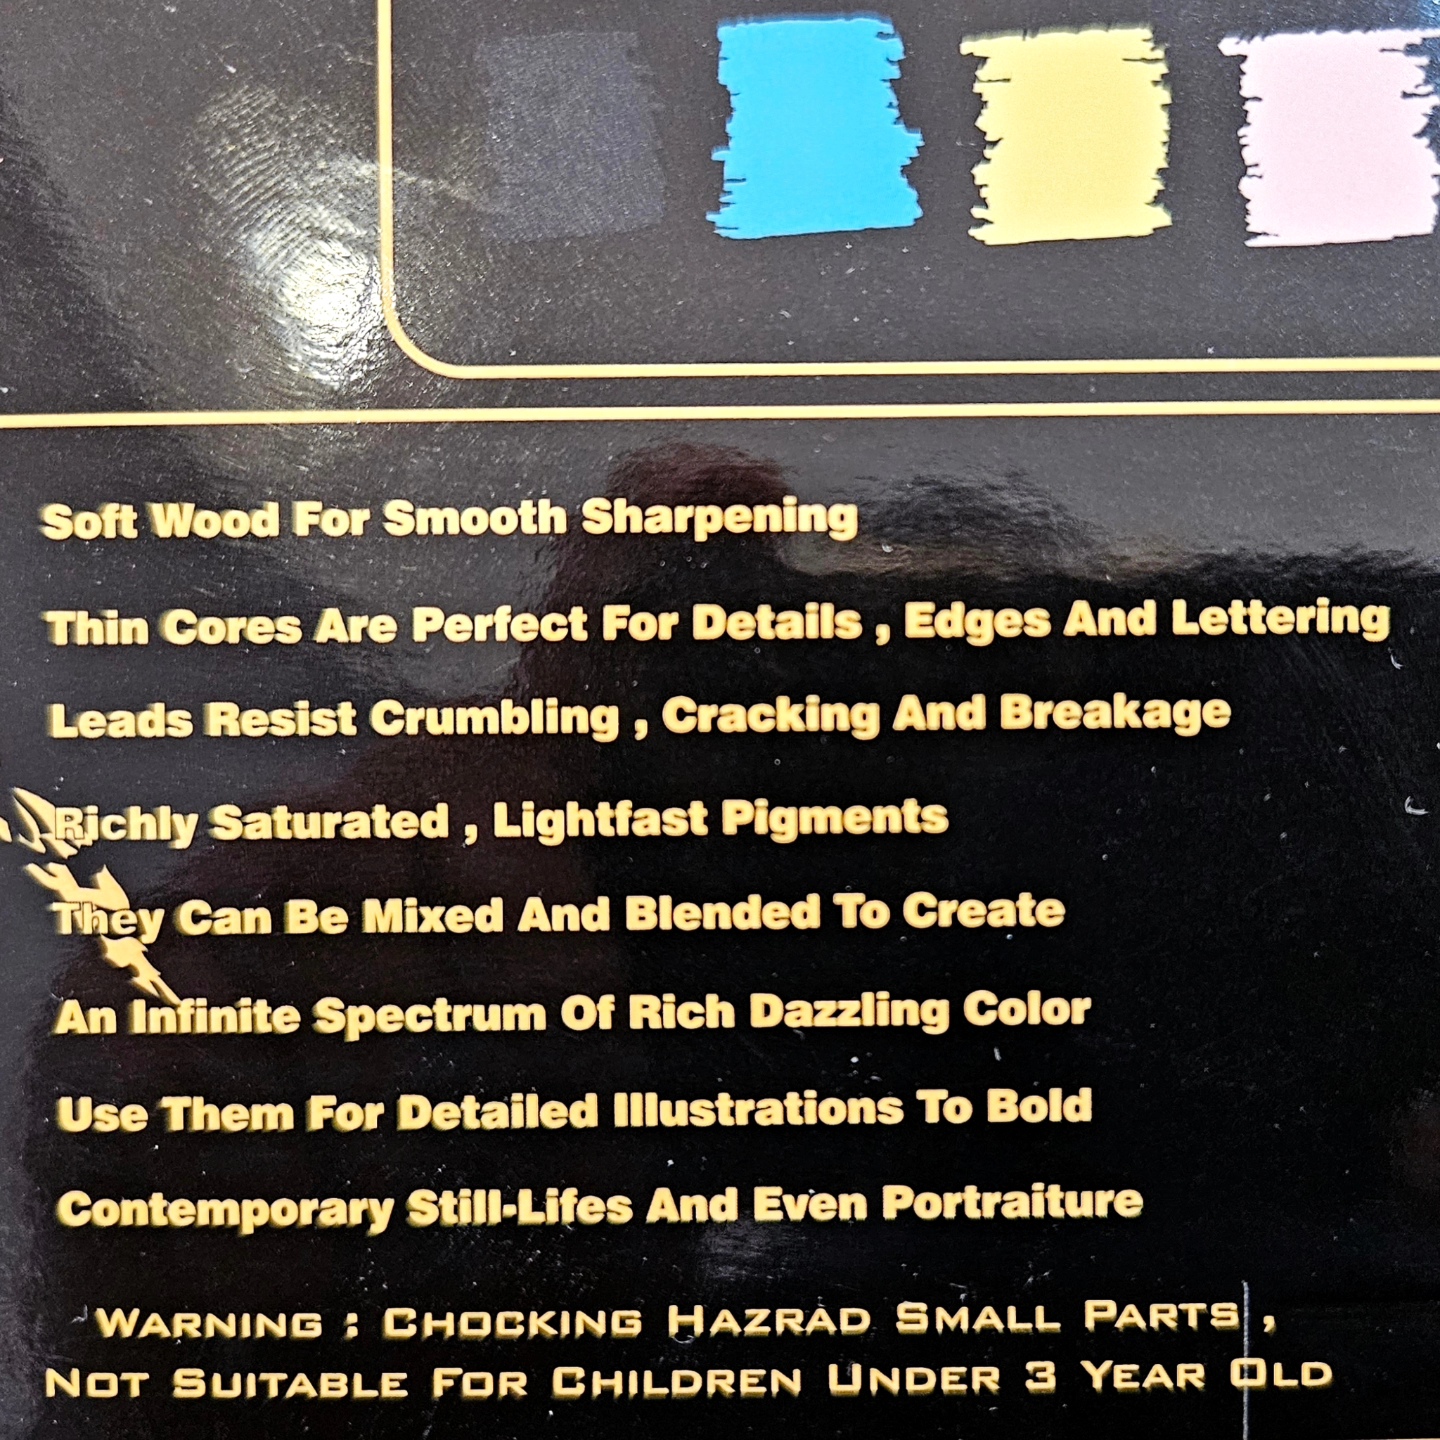 Soft Wood For Smooth Sharpening
Thin Cores Are Perfect For Details , Edges And Lettering
Leads Resist Crumbling , Cracking And Breakage
Richly Saturated , Lightfast Pigments
They Can Be Mixed And Blended To Create
An Infinite Spectrum Of Rich Dazzling Color
Use Them For Detailed Illustrations To Bold
Contemporary Still-Lifes And Even Portraiture
WARNING : CHOCKING HAZRAD SMALL PARTS ,
NOT SUITABLE FOR CHILDREN UNDER 3 YEAR OLD